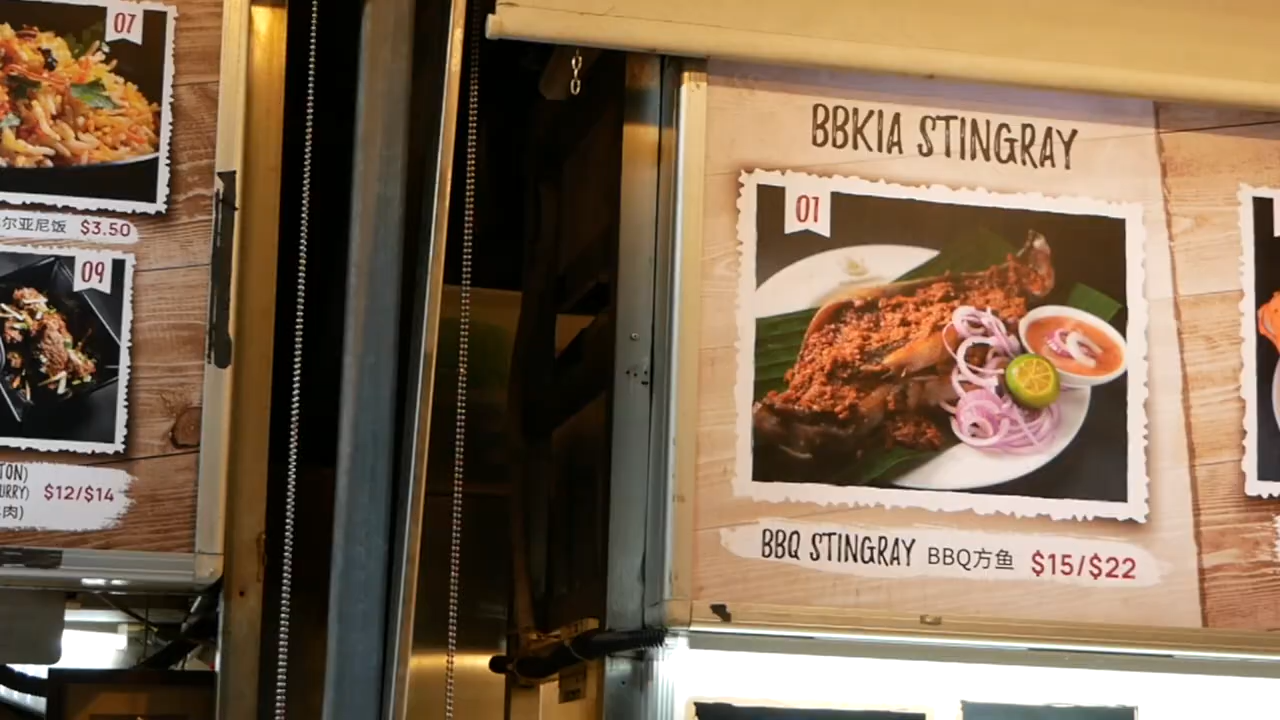 07
尔亚尼饭 $3.50
09
TON)
URRY) $12/$14
肉)
BBKIA STINGRAY
01
BBQ STINGRAY BBQ方鱼 $15/$22